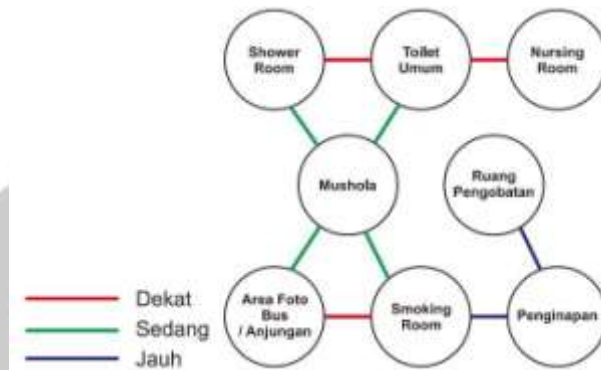 Shower
Room
Toilet
Umum
Nursing
Room
Mushola
Ruang
Pengobatan
Area Foto
Bus
/ Anjungan
Smoking
Room
Penginapan
Dekat
Sedang
Jauh